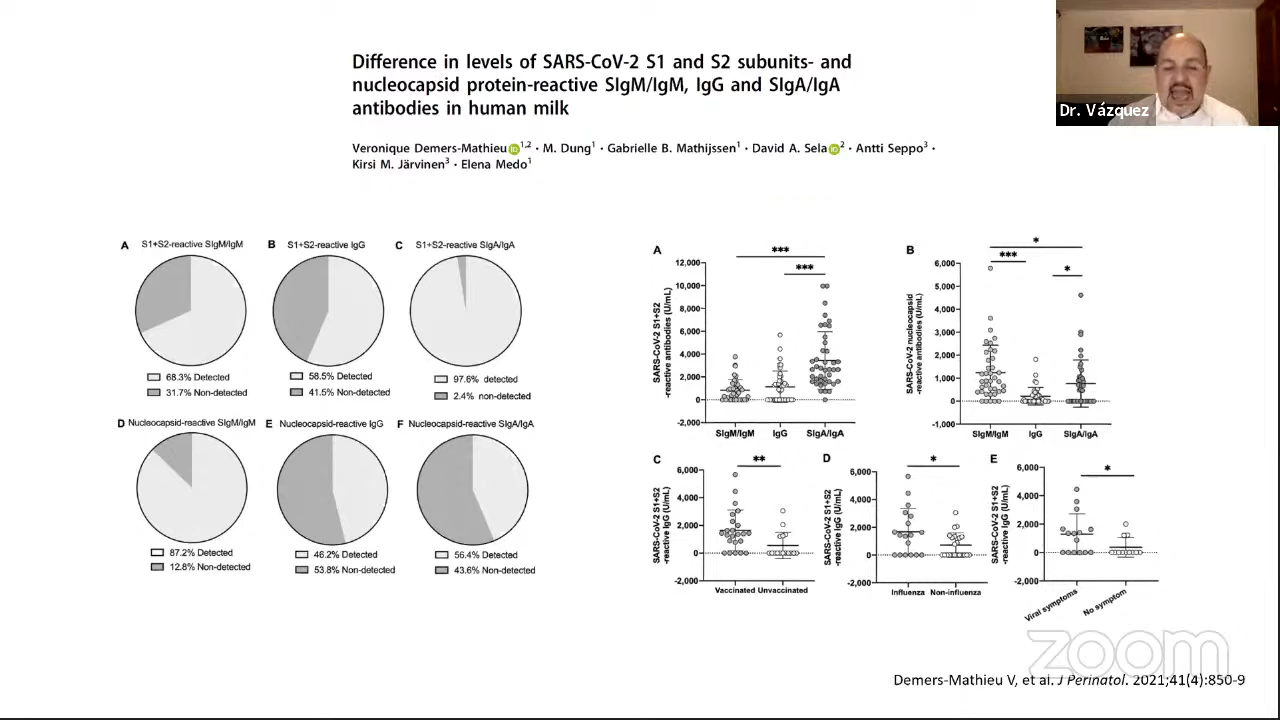 Difference in levels of SARS-CoV-2 S1 and S2 subunits- and
nucleocapsid protein-reactive SIgM/IgM, IgG and SIgA/IgA
antibodies in human milk
Dr. Vázquez
Veronique Demers-Mathieu iD 1,2 · M. Dung1 · Gabrielle B. Mathijssen1 · David A. Sela iD 2 · Antti Seppo3 ·
Kirsi M. Järvinen3 · Elena Medo1
A S1+S2-reactive SIgM/IgM
68.3% Detected
31.7% Non-detected
B S1+S2-reactive IgG
58.5% Detected
41.5% Non-detected
C S1+S2-reactive SIgA/IgA
97.6% detected
2.4% non-detected
D Nucleocapsid-reactive SIgM/IgM
87.2% Detected
12.8% Non-detected
E Nucleocapsid-reactive IgG
46.2% Detected
53.8% Non-detected
F Nucleocapsid-reactive SIgA/IgA
56.4% Detected
43.6% Non-detected
A
SARS-CoV-2 S1+S2
-reactive antibodies (U/mL)
12,000
10,000
8,000
6,000
4,000
2,000
0
-2,000
***
***
SIgM/IgM IgG SIgA/IgA
B
SARS-CoV-2 nucleocapsid
reactive antibodies (U/mL)
6,000
5,000
4,000
3,000
2,000
1,000
0
-1,000
*
***
*
SIgM/IgM IgG SIgA/IgA
C
SARS-CoV-2 S1+S2
-reactive IgG (U/mL)
6,000
4,000
2,000
0
-2,000
**
Vaccinated Unvaccinated
D
SARS-CoV-2 S1+S2
-reactive IgG (U/mL)
6,000
4,000
2,000
0
-2,000
*
Influenza Non-influenza
E
SARS-CoV-2 S1+S2
-reactive IgG (U/mL)
6,000
4,000
2,000
0
-2,000
*
Viral symptoms No symptom
zoom
Demers-Mathieu V, et al. J Perinatol. 2021;41(4):850-9